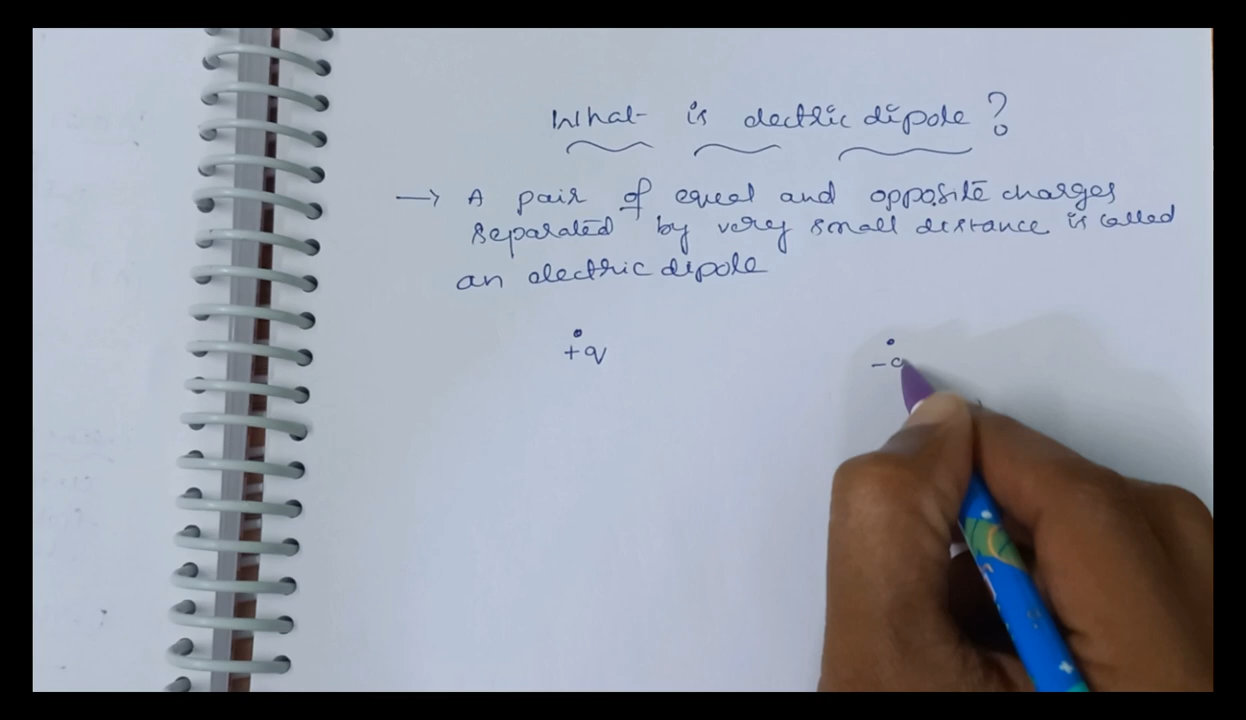 What is electric dipole?
→ A pair of equal and opposite charges
separated by very small distance is called
an electric dipole
+q
-q